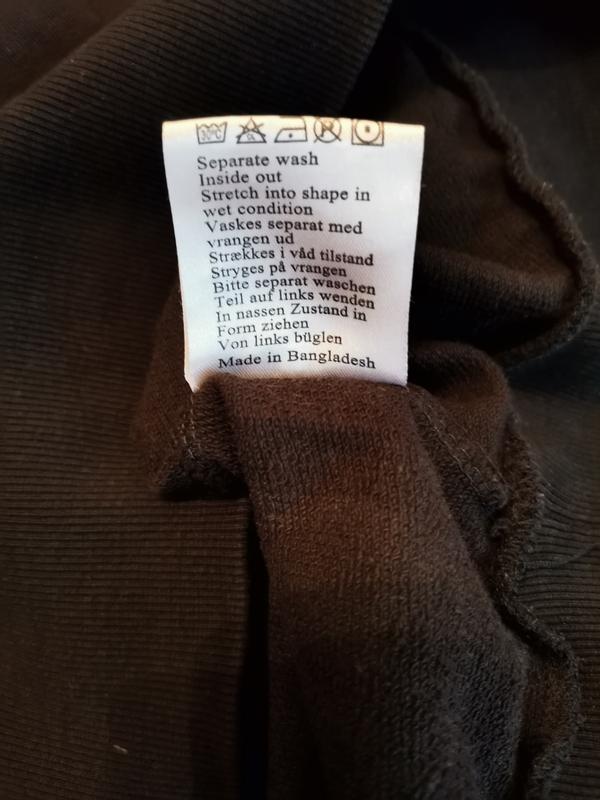 30°C
CL
P
Separate wash
Inside out
Stretch into shape in
wet condition
Vaskes separat med
vrangen ud
Strækkes i våd tilstand
Stryges på vrangen
Bitte separat waschen
Teil auf links wenden
In nassen Zustand in
Form ziehen
Von links büglen
Made in Bangladesh